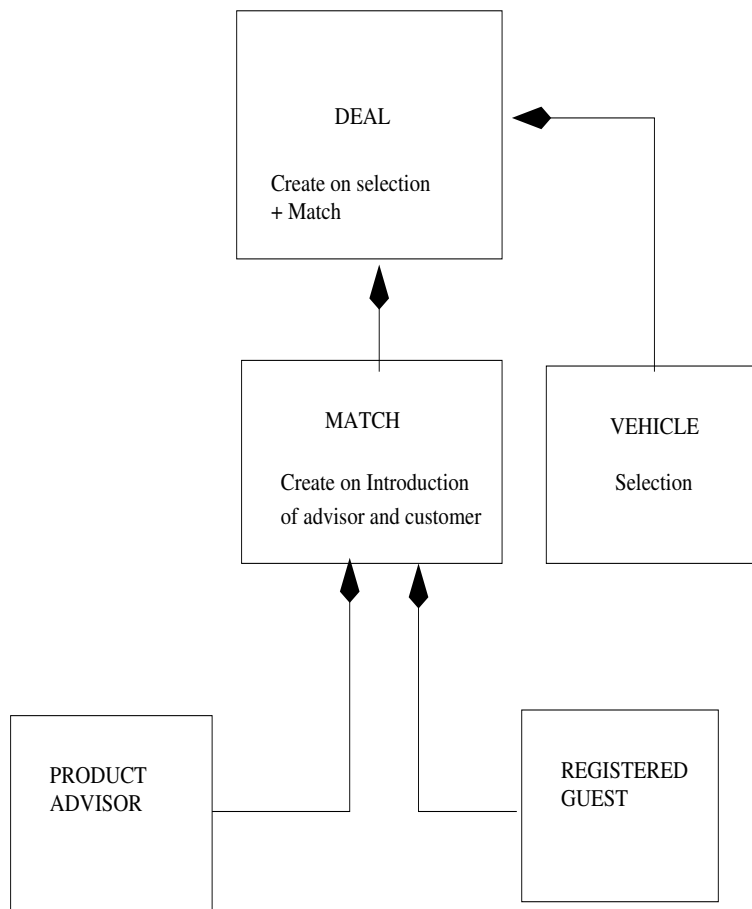 DEAL
Create on selection
+ Match
MATCH
Create on Introduction
of advisor and customer
VEHICLE
Selection
PRODUCT
ADVISOR
REGISTERED
GUEST